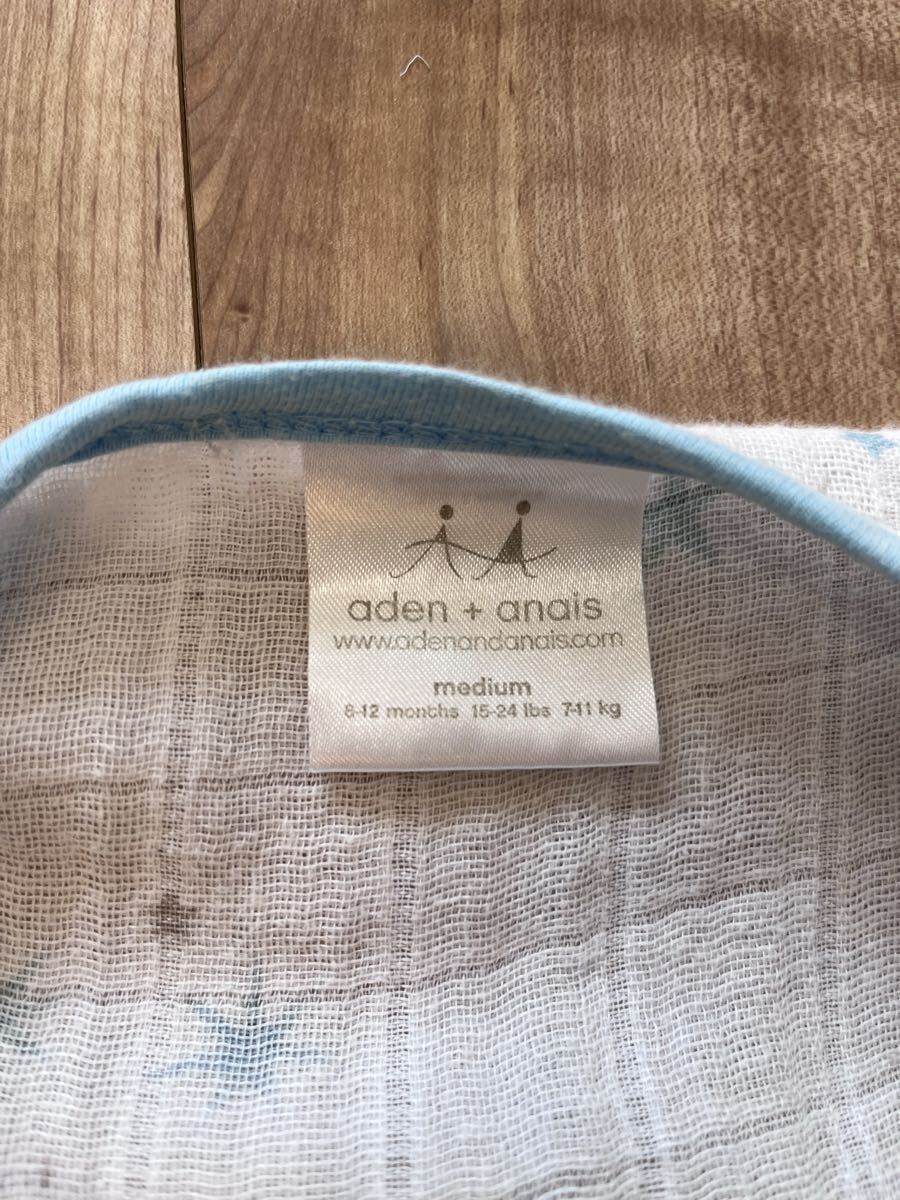 aden + anais
www.adenandanais.com
medium
6-12 months 15-24 lbs 7-11 kg